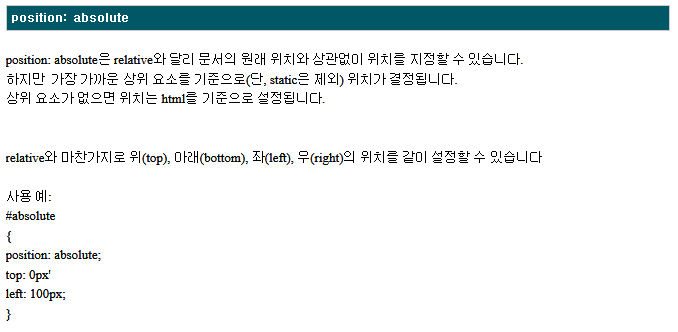 position: absolute
position: absolute은 relative와 달리 문서의 원래 위치와 상관없이 위치를 지정할 수 있습니다.
하지만 가장 가까운 상위 요소를 기준으로(단, static은 제외) 위치가 결정됩니다.
상위 요소가 없으면 위치는 html를 기준으로 설정됩니다.
relative와 마찬가지로 위(top), 아래(bottom), 좌(left), 우(right)의 위치를 같이 설정할 수 있습니다
사용 예:
#absolute
{
position: absolute;
top: 0px'
left: 100px;
}